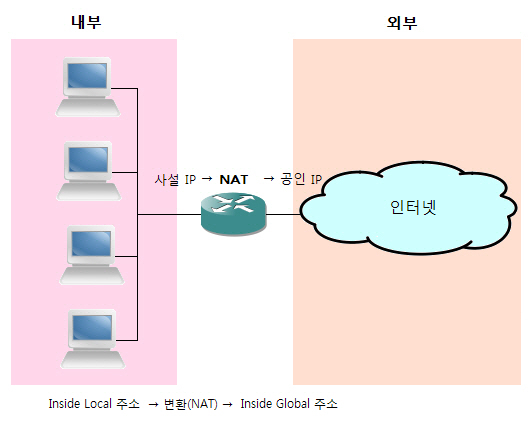 내부
외부
사설 IP → NAT → 공인 IP
인터넷
Inside Local 주소 → 변환(NAT) → Inside Global 주소